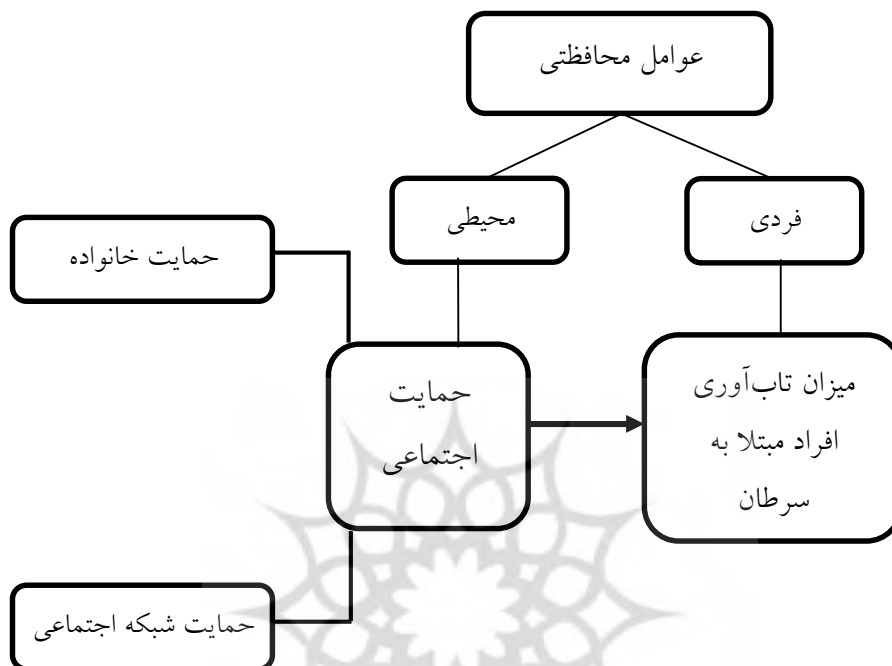 عوامل محافظتی
فردی
محیطی
حمایت خانواده
میزان تاب‌آوری
افراد مبتلا به
سرطان
حمایت
اجتماعی
حمایت شبکه اجتماعی